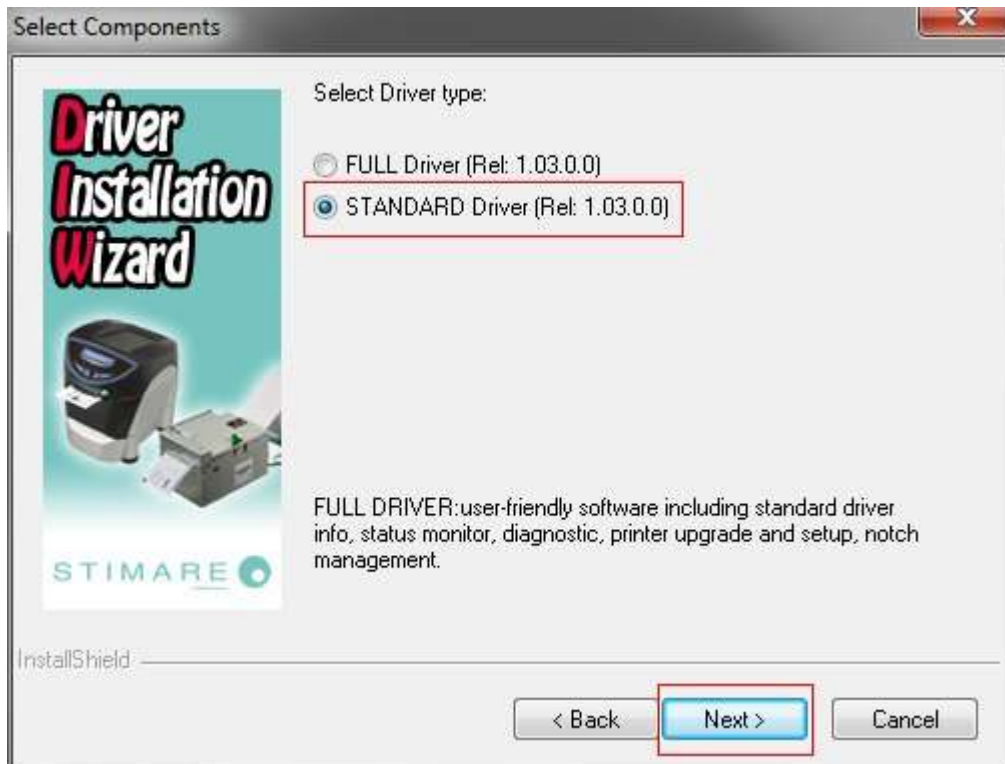 Select Components
Driver
Installation
Wizard
STIMARE
Select Driver type:
FULL Driver (Rel: 1.03.0.0)
STANDARD Driver (Rel: 1.03.0.0)
FULL DRIVER:user-friendly software including standard driver
info, status monitor, diagnostic, printer upgrade and setup, notch
management.
InstallShield
< Back
Next >
Cancel